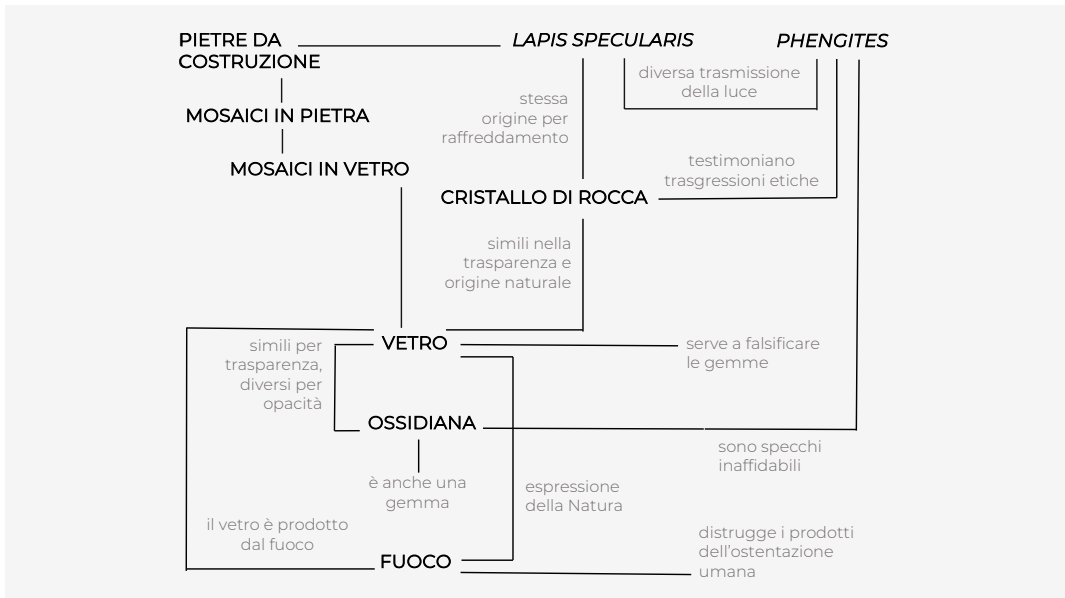 PIETRE DA
COSTRUZIONE
LAPIS SPECULARIS
PHENGITES
diversa trasmissione
della luce
stessa
origine per
raffreddamento
MOSAICI IN PIETRA
MOSAICI IN VETRO
testimoniano
trasgressioni etiche
CRISTALLO DI ROCCA
simili nella
trasparenza e
origine naturale
VETRO
serve a falsificare
le gemme
simili per
trasparenza,
diversi per
opacità
OSSIDIANA
sono specchi
inaffidabili
è anche una
gemma
espressione
della Natura
il vetro è prodotto
dal fuoco
FUOCO
distrugge i prodotti
dell'ostentazione
umana